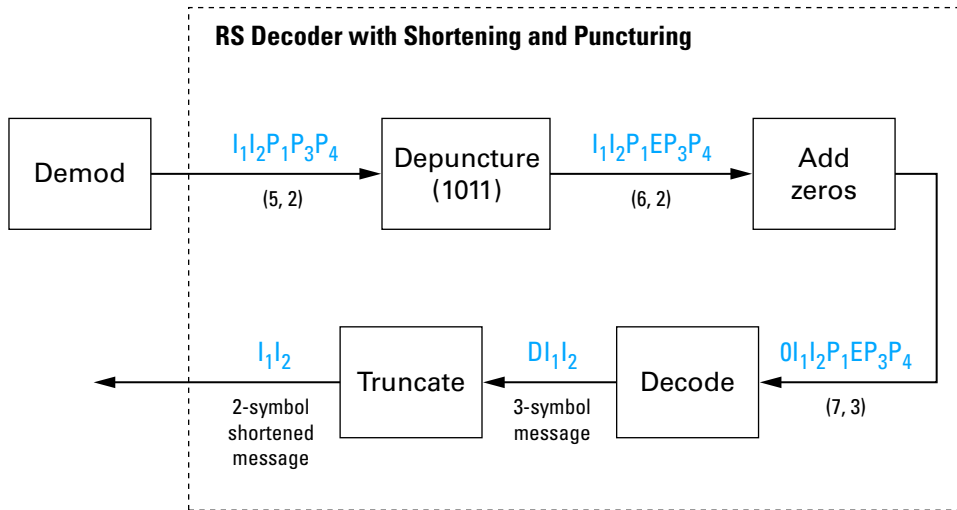 RS Decoder with Shortening and Puncturing
Demod
I₁I₂P₁P₃P₄
(5, 2)
Depuncture
(1011)
I₁I₂P₁EP₃P₄
(6, 2)
Add
zeros
0I₁I₂P₁EP₃P₄
(7, 3)
Decode
DI₁I₂
3-symbol
message
Truncate
I₁I₂
2-symbol
shortened
message